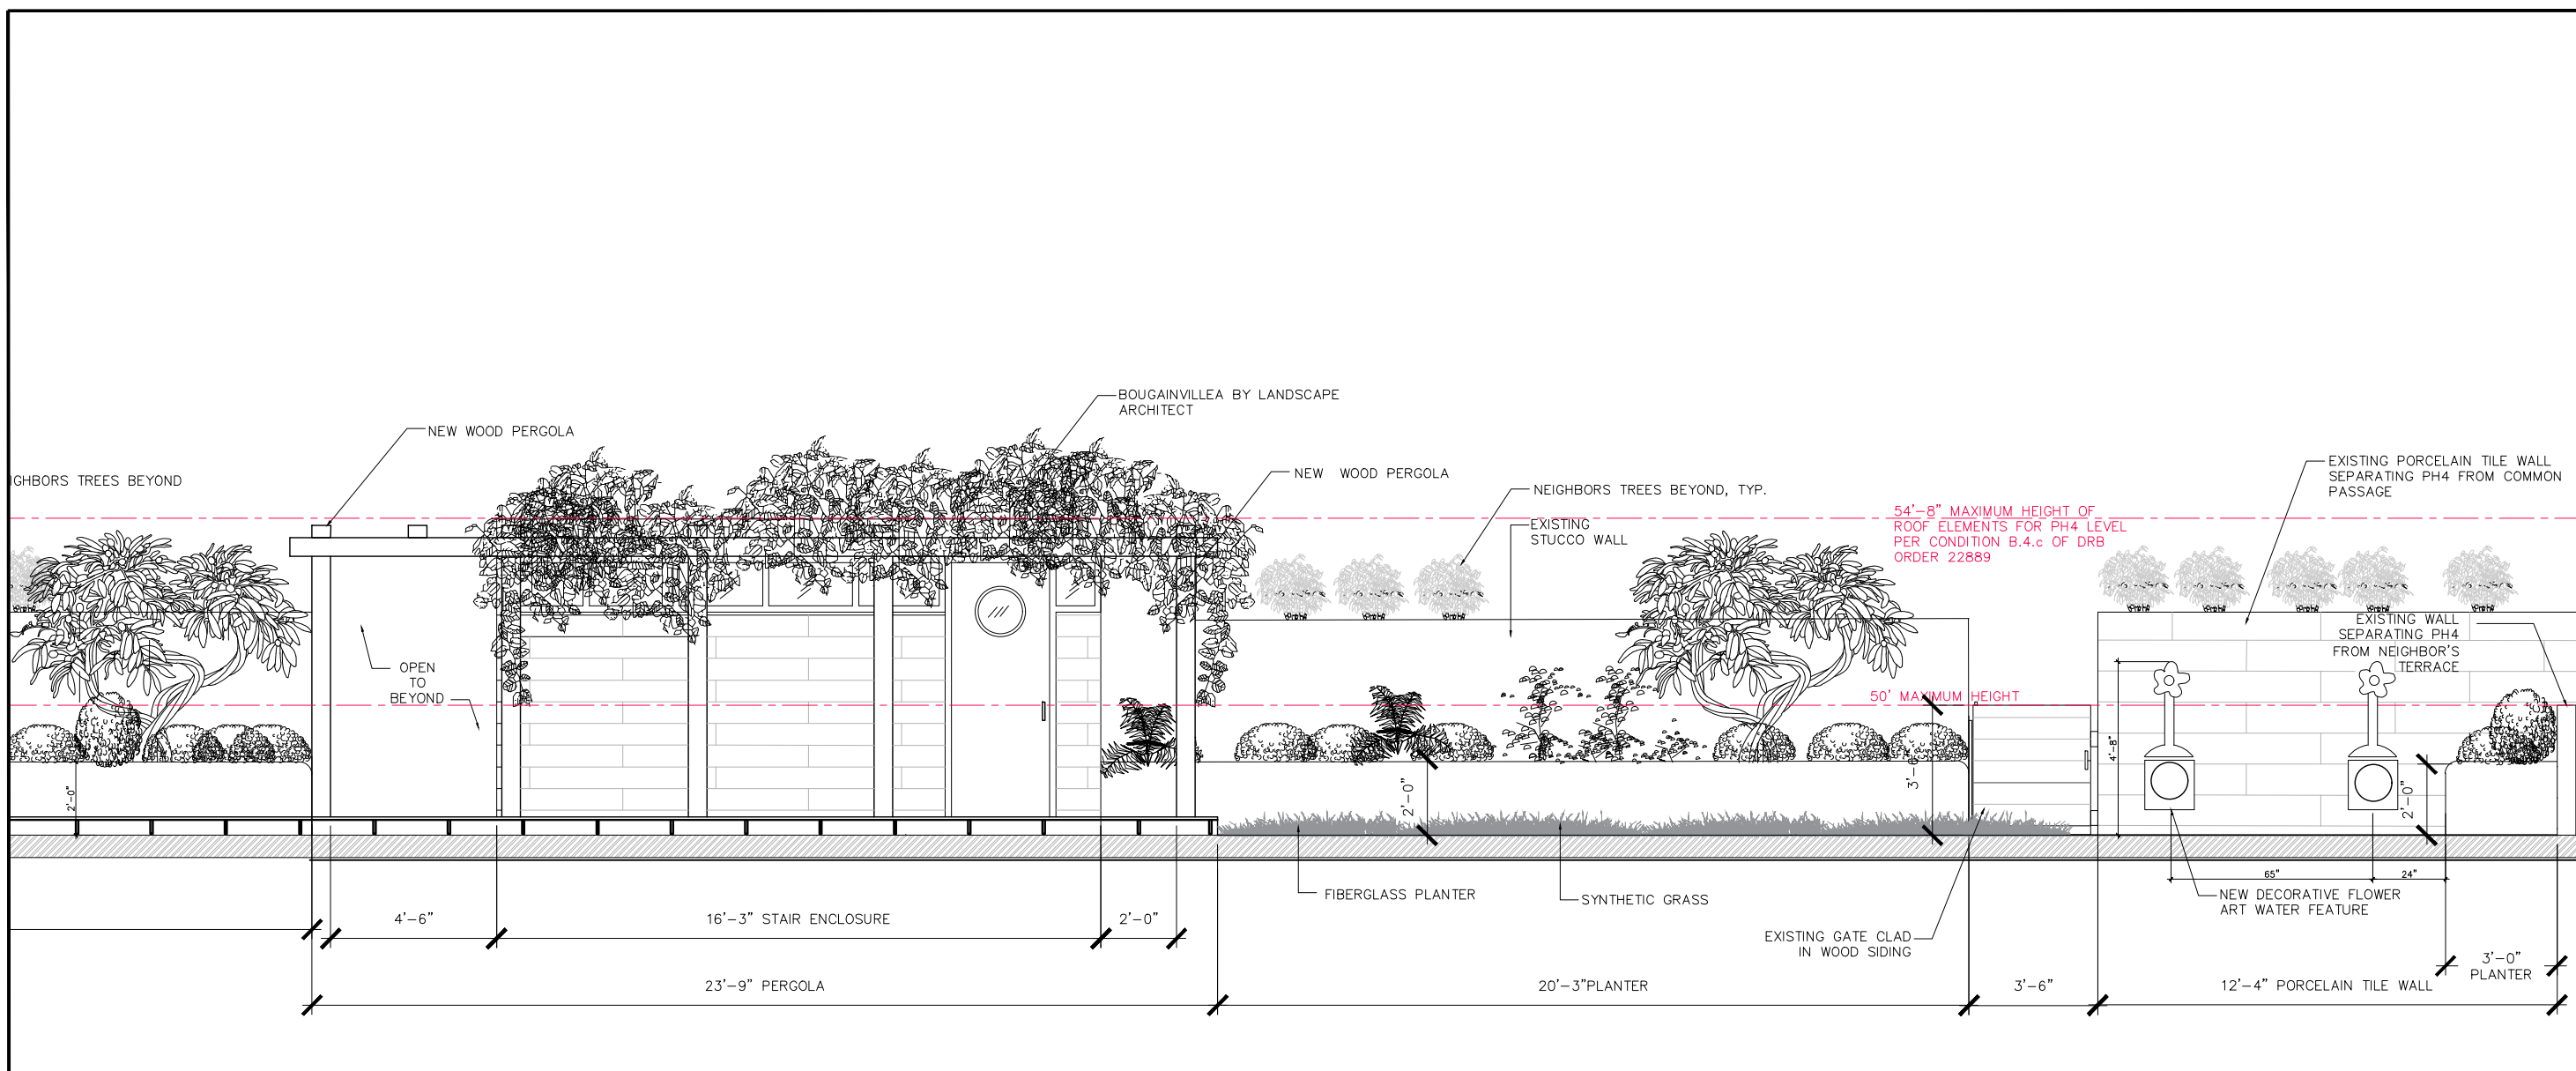 BOUGAINVILLEA BY LANDSCAPE
ARCHITECT
NEW WOOD PERGOLA
IGHBORS TREES BEYOND
NEW WOOD PERGOLA
NEIGHBORS TREES BEYOND, TYP.
EXISTING
STUCCO WALL
54'-8" MAXIMUM HEIGHT OF
ROOF ELEMENTS FOR PH4 LEVEL
PER CONDITION B.4.c OF DRB
ORDER 22889
EXISTING PORCELAIN TILE WALL
SEPARATING PH4 FROM COMMON
PASSAGE
EXISTING WALL
SEPARATING PH4
FROM NEIGHBOR'S
TERRACE
OPEN
TO
BEYOND
50' MAXIMUM HEIGHT
2'-0"
2'-0"
3'-6"
4'-8"
2'-0"
65"
24"
FIBERGLASS PLANTER
SYNTHETIC GRASS
NEW DECORATIVE FLOWER
ART WATER FEATURE
EXISTING GATE CLAD
IN WOOD SIDING
4'-6"
16'-3" STAIR ENCLOSURE
2'-0"
3'-0"
PLANTER
23'-9" PERGOLA
20'-3"PLANTER
3'-6"
12'-4" PORCELAIN TILE WALL